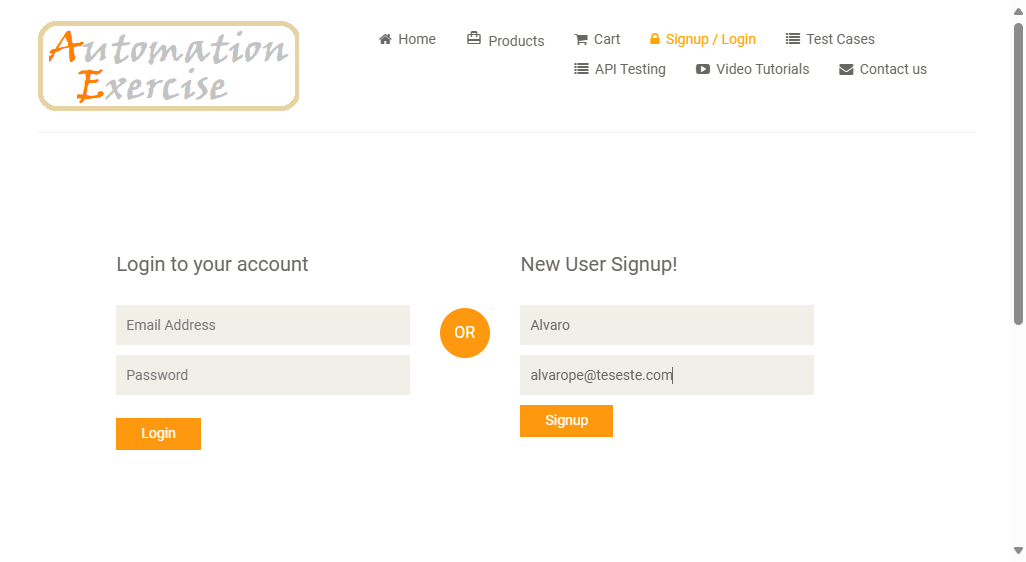 Automation
Exercise
Home Products Cart Signup / Login Test Cases
API Testing Video Tutorials Contact us
Login to your account
Email Address
Password
Login
OR
New User Signup!
Alvaro
alvarope@teseste.com
Signup